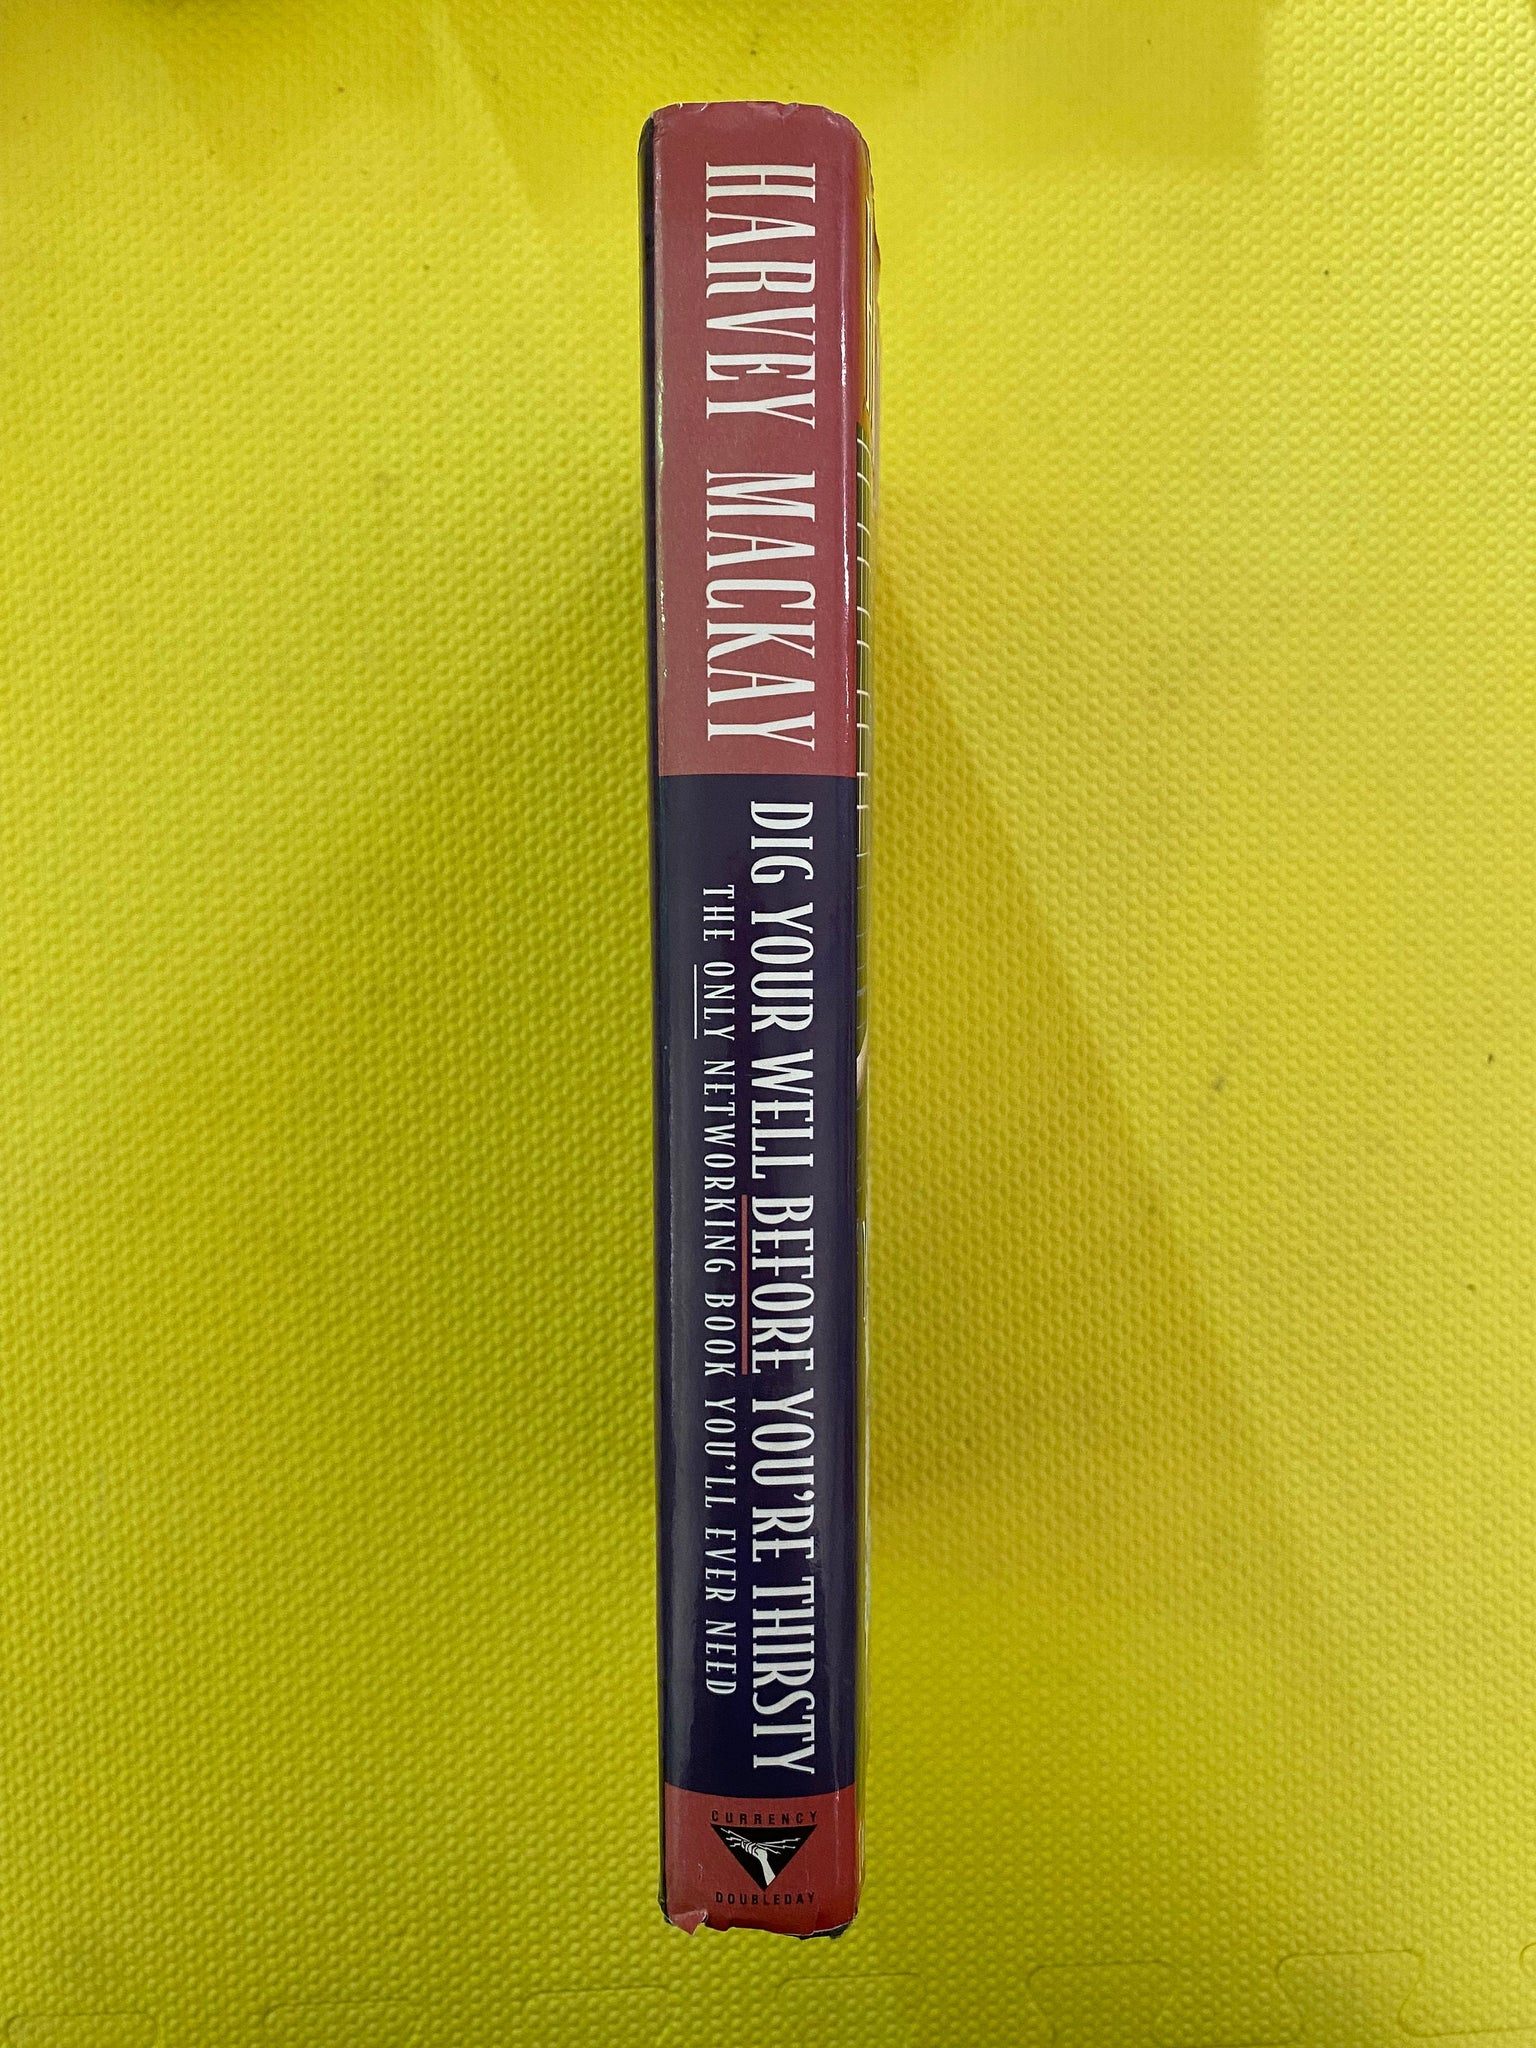 HARVEY MACKAY
DIG YOUR WELL BEFORE YOU'RE THIRSTY
THE ONLY NETWORKING BOOK YOU'LL EVER NEED
CURRENCY
DOUBLEDAY